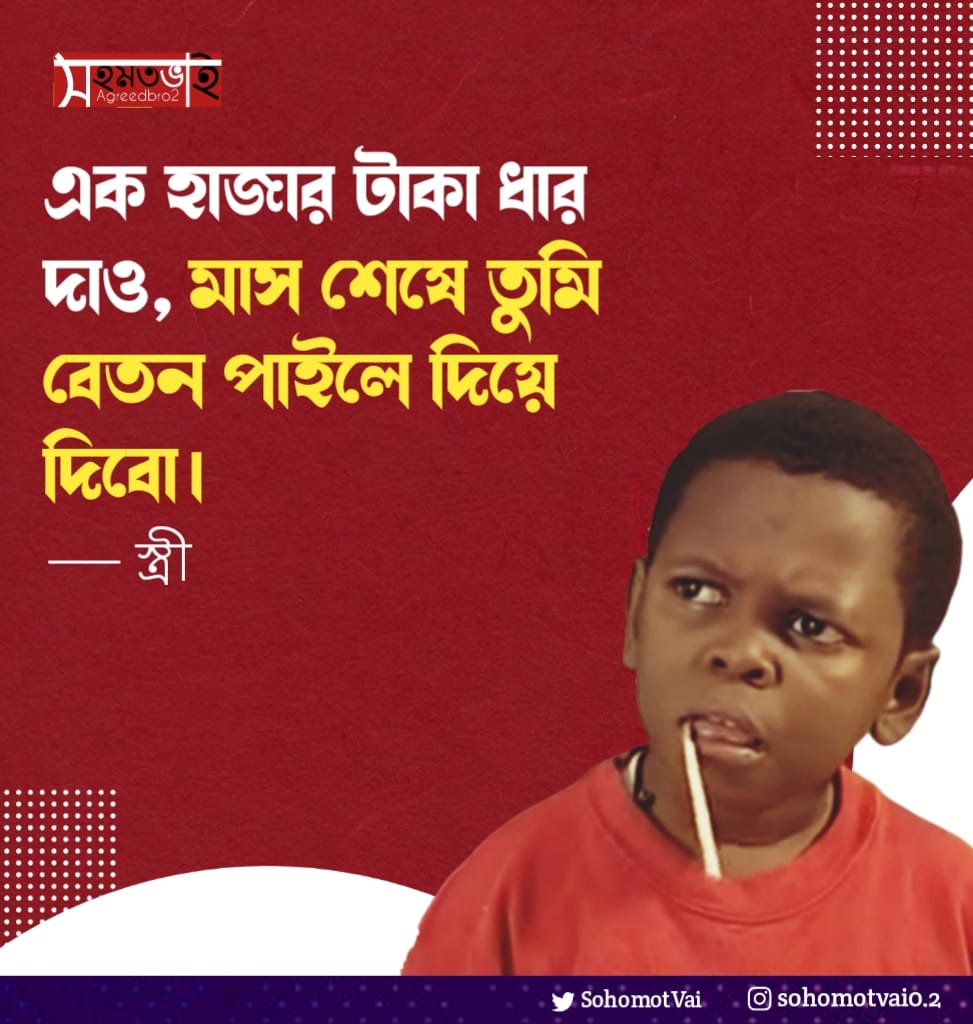 সহমতভাই
Agreedbro2
এক হাজার টাকা ধার
দাও, মাস শেষে তুমি
বেতন পাইলে দিয়ে
দিবো।
— স্ত্রী
SohomotVai
sohomotvai0.2